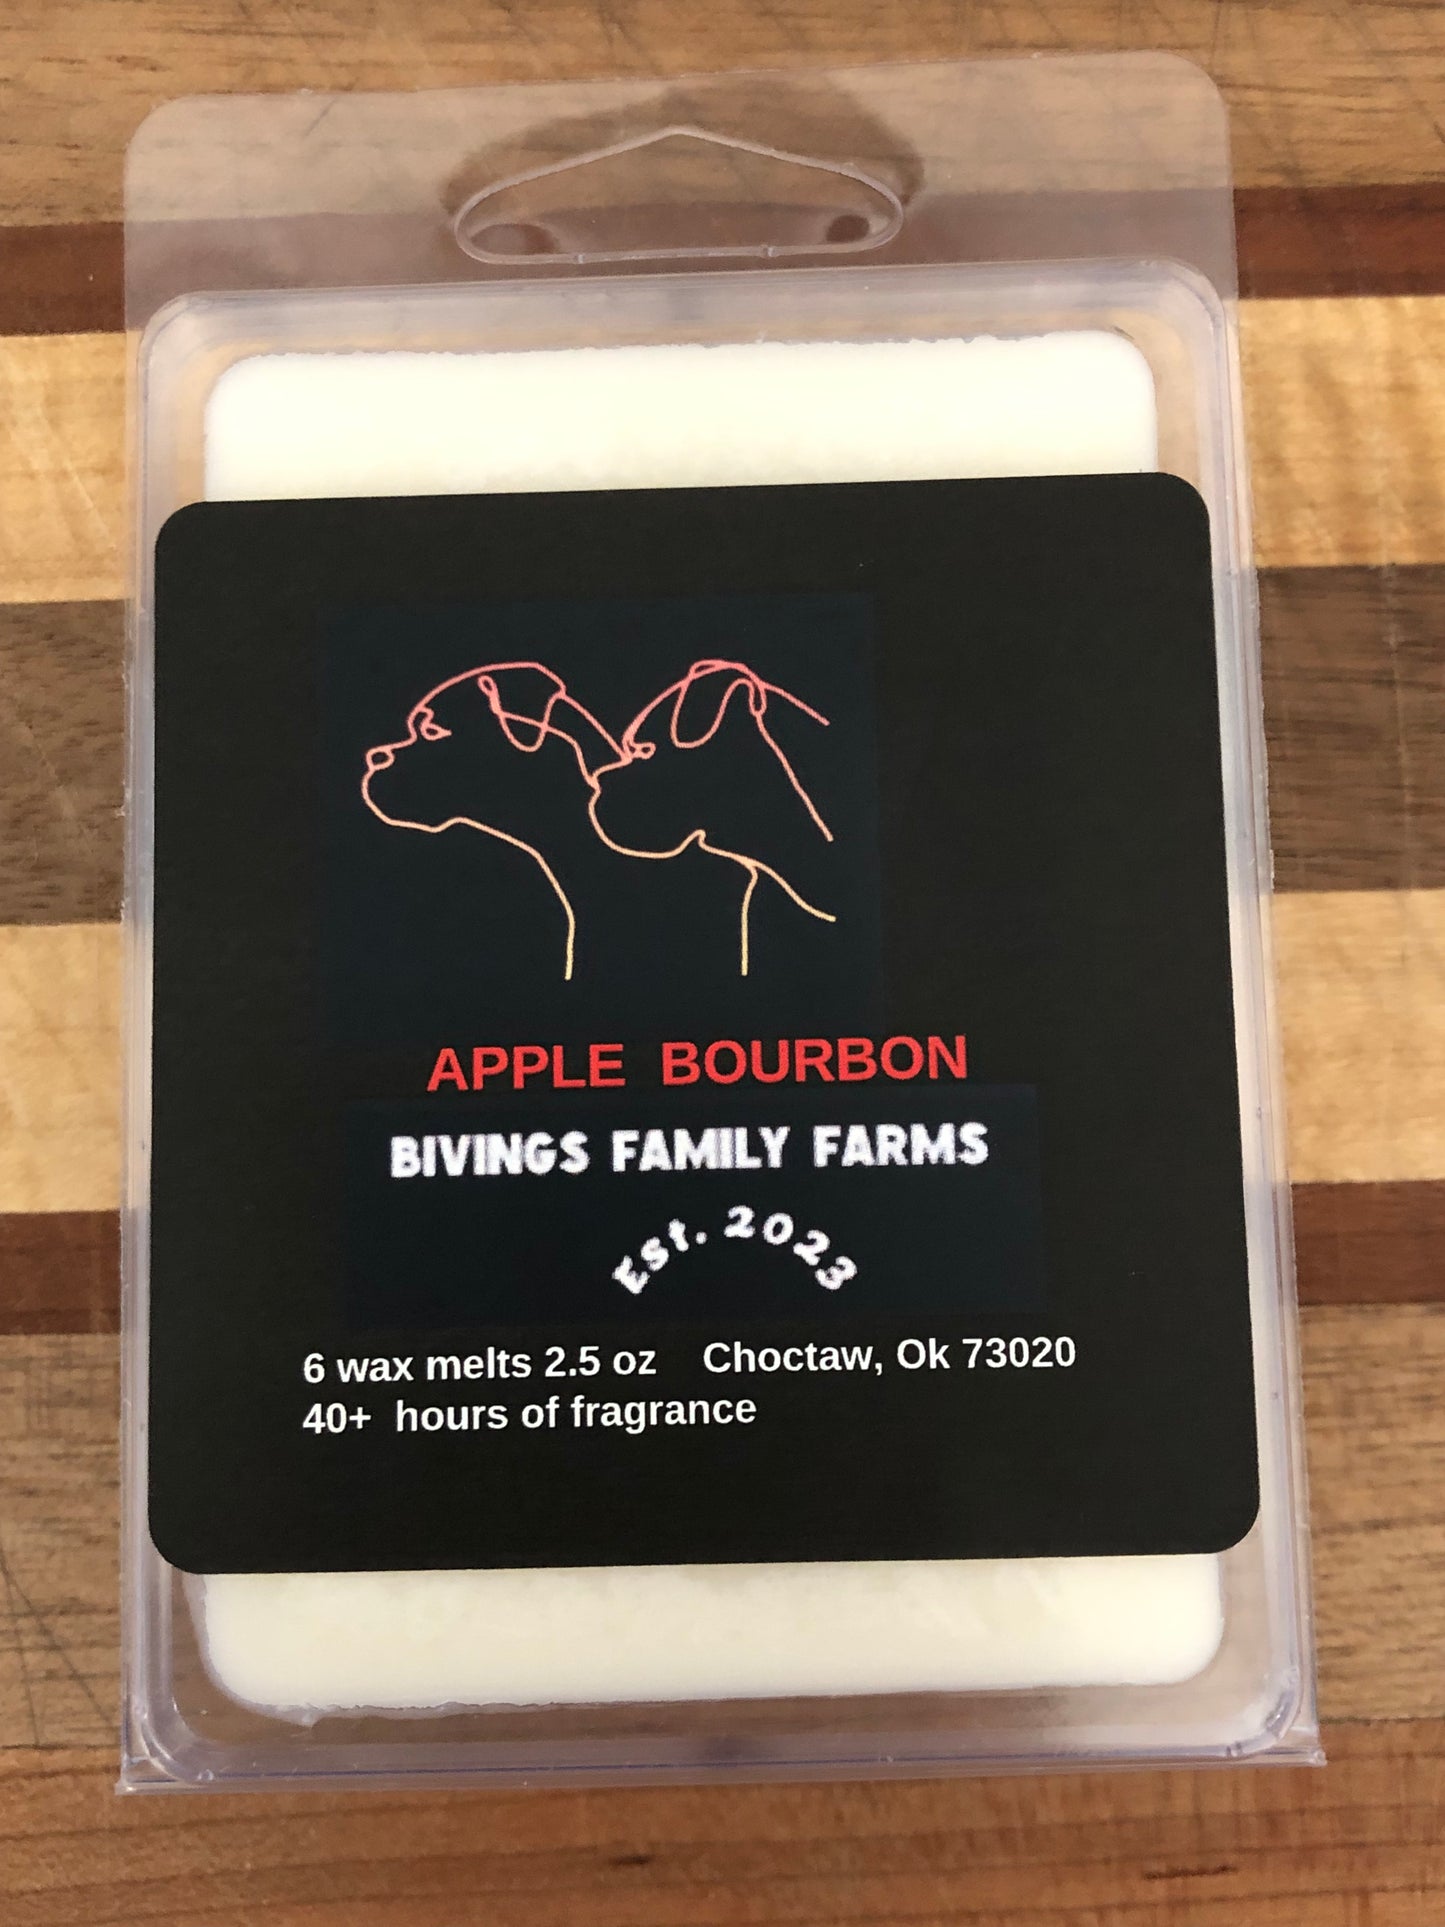 APPLE BOURBON
BIVINGS FAMILY FARMS
Est. 2023
6 wax melts 2.5 oz Choctaw, Ok 73020
40+ hours of fragrance